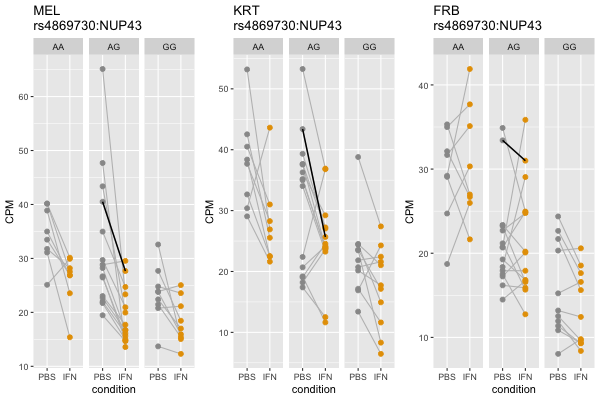 MEL
rs4869730:NUP43
AA AG GG
CPM
60
50
40
30
20
10
PBS IFN PBS IFN PBS IFN
condition
KRT
rs4869730:NUP43
AA AG GG
CPM
50
40
30
20
10
PBS IFN PBS IFN PBS IFN
condition
FRB
rs4869730:NUP43
AA AG GG
CPM
40
30
20
10
PBS IFN PBS IFN PBS IFN
condition